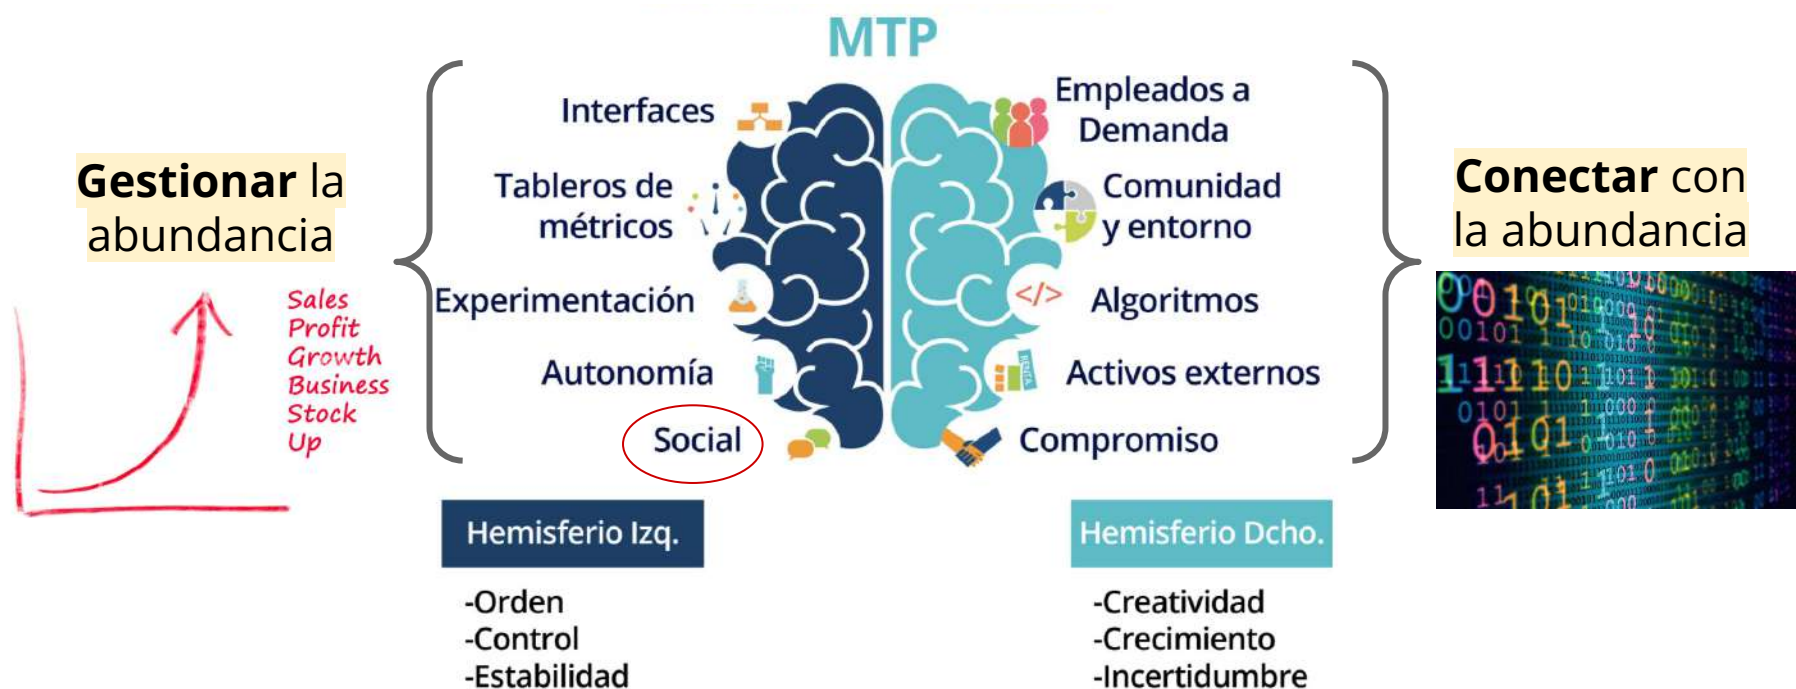 MTP
Gestionar la
abundancia
Sales
Profit
Growth
Business
Stock
Up
Interfaces
Tableros de
métricos
Experimentación
Autonomía
Social
Empleados a
Demanda
Comunidad
y entorno
</>
Algoritmos
RENTA
Activos externos
Compromiso
Conectar con
la abundancia
Hemisferio Izq.
-Orden
-Control
-Estabilidad
Hemisferio Dcho.
-Creatividad
-Crecimiento
-Incertidumbre